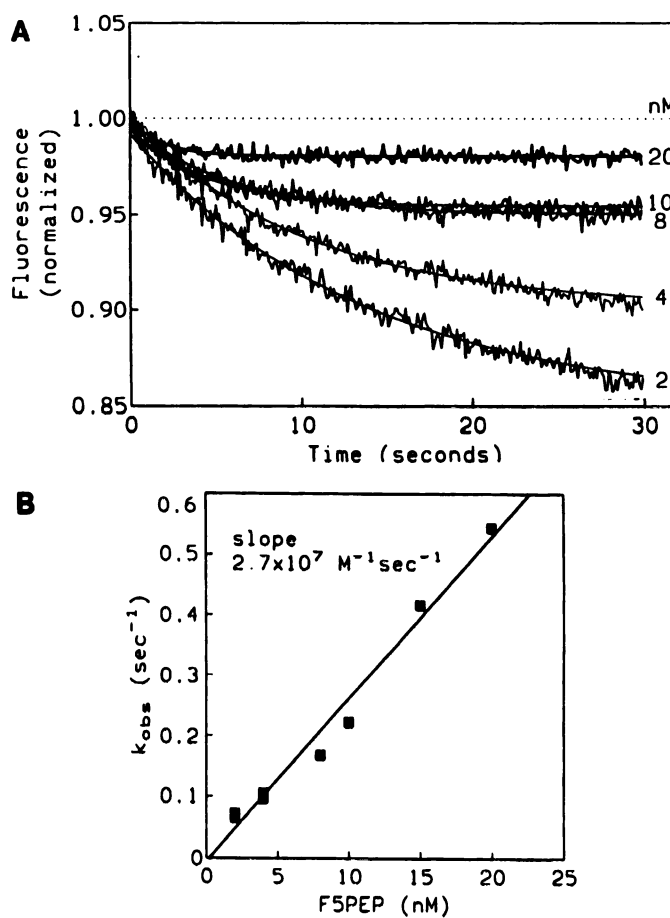 A
1.05
1.00
0.95
0.90
0.85
Fluorescence
(normalized)
nM
20
10
8
4
2
0
10
20
30
Time (seconds)
B
slope
2.7x10⁷ M⁻¹sec⁻¹
0.6
0.5
0.4
0.3
0.2
0.1
0
kobs (sec⁻¹)
0
5
10
15
20
25
F5PEP (nM)